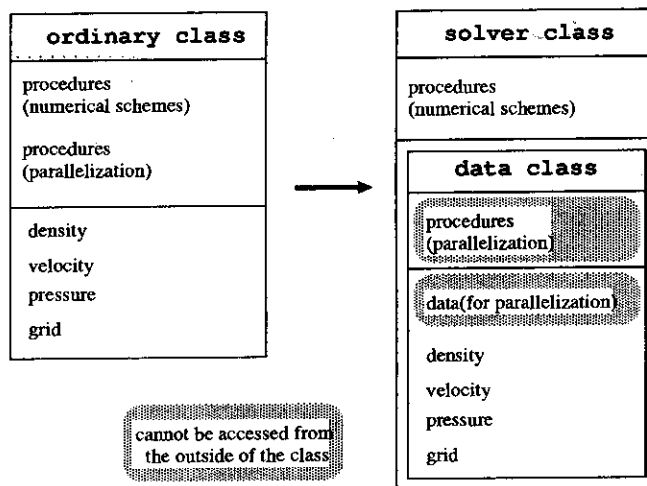 ordinary class
procedures
(numerical schemes)
procedures
(parallelization)
density
velocity
pressure
grid
solver class
procedures
(numerical schemes)
data class
procedures
(parallelization)
data(for parallelization)
density
velocity
pressure
grid
cannot be accessed from
the outside of the class